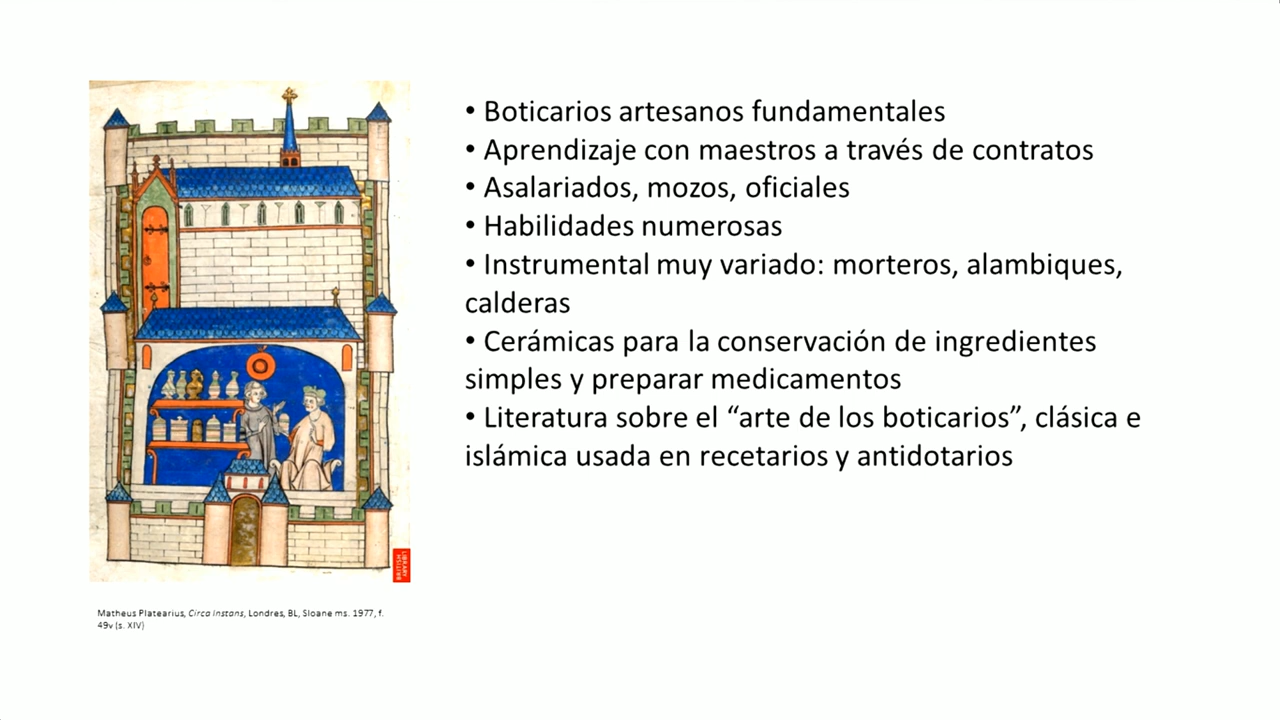 • Boticarios artesanos fundamentales
• Aprendizaje con maestros a través de contratos
• Asalariados, mozos, oficiales
• Habilidades numerosas
• Instrumental muy variado: morteros, alambiques,
calderas
• Cerámicas para la conservación de ingredientes
simples y preparar medicamentos
• Literatura sobre el “arte de los boticarios”, clásica e
islámica usada en recetarios y antidotarios
BRITISH
LIBRARY
Matheus Platearius, Circa Instans, Londres, BL, Sloane ms. 1977, f.
49v (s. XIV)